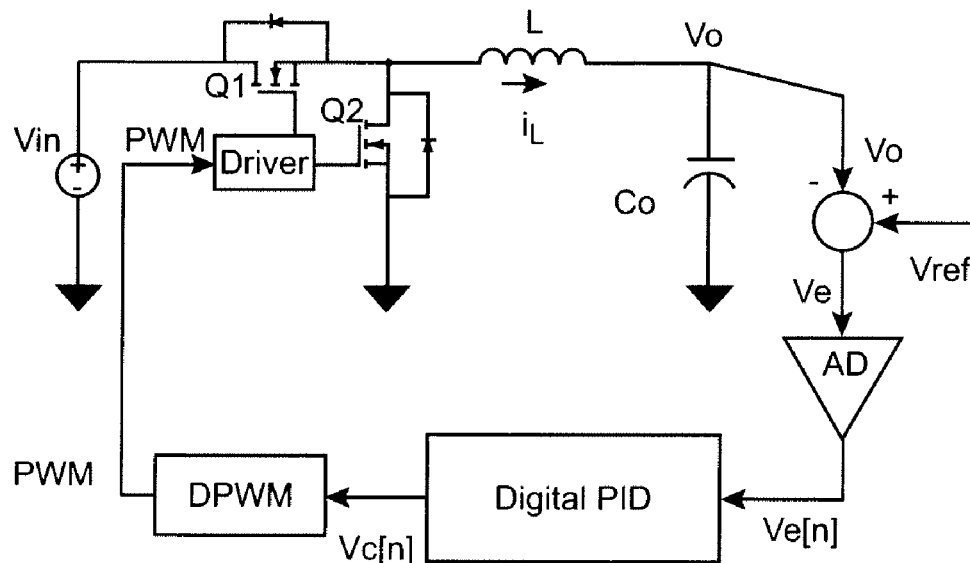 L
Vo
Q1
Q2
Vin
+
-
PWM
Driver
iL
Co
Vo
-
+
Vref
Ve
AD
PWM
DPWM
Vc[n]
Digital PID
Ve[n]